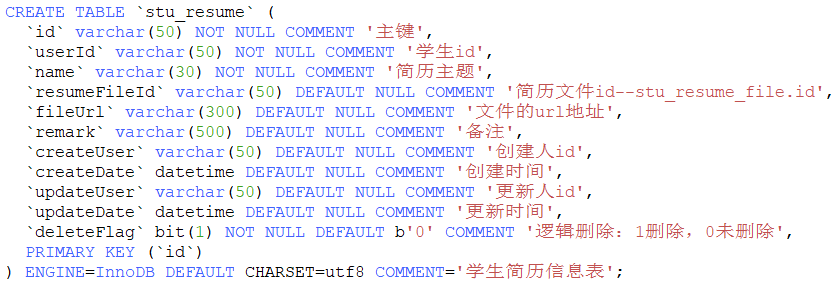 CREATE TABLE `stu_resume` (
  `id` varchar(50) NOT NULL COMMENT '主键',
  `userId` varchar(50) NOT NULL COMMENT '学生id',
  `name` varchar(30) NOT NULL COMMENT '简历主题',
  `resumeFileId` varchar(50) DEFAULT NULL COMMENT '简历文件id--stu_resume_file.id',
  `fileUrl` varchar(300) DEFAULT NULL COMMENT '文件的url地址',
  `remark` varchar(500) DEFAULT NULL COMMENT '备注',
  `createUser` varchar(50) DEFAULT NULL COMMENT '创建人id',
  `createDate` datetime DEFAULT NULL COMMENT '创建时间',
  `updateUser` varchar(50) DEFAULT NULL COMMENT '更新人id',
  `updateDate` datetime DEFAULT NULL COMMENT '更新时间',
  `deleteFlag` bit(1) NOT NULL DEFAULT b'0' COMMENT '逻辑删除：1删除，0未删除',
  PRIMARY KEY (`id`)
) ENGINE=InnoDB DEFAULT CHARSET=utf8 COMMENT='学生简历信息表';